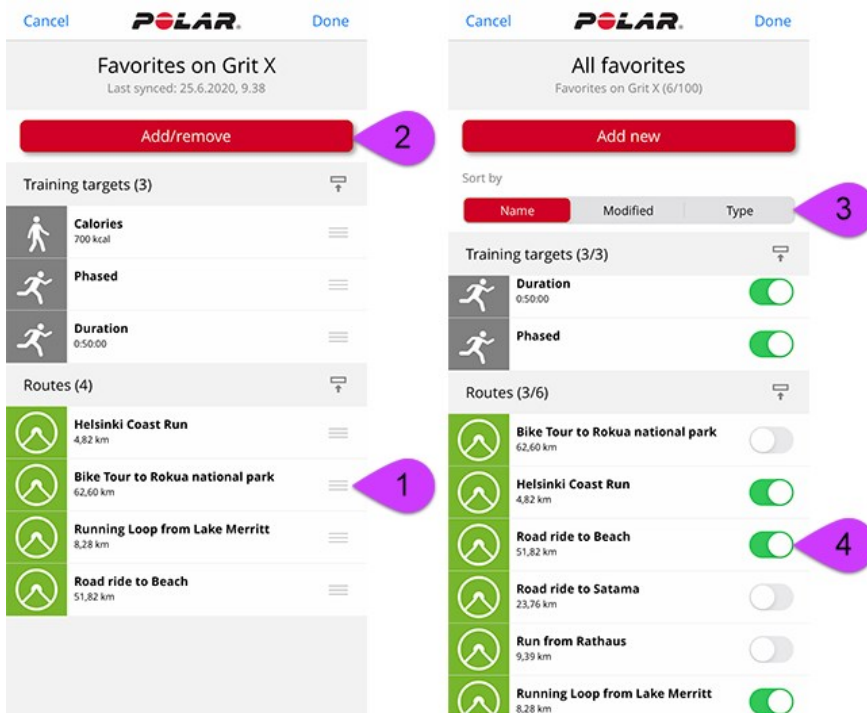 Cancel
POLAR.
Done
Favorites on Grit X
Last synced: 25.6.2020, 9.38
Add/remove
2
Training targets (3)
Calories
700 kcal
Phased
Duration
0:50:00
Routes (4)
Helsinki Coast Run
4,82 km
Bike Tour to Rokua national park
62,60 km
1
Running Loop from Lake Merritt
8,28 km
Road ride to Beach
51,82 km
Cancel
POLAR.
Done
All favorites
Favorites on Grit X (6/100)
Add new
Sort by
Name Modified Type
3
Training targets (3/3)
Duration
0:50:00
Phased
Routes (3/6)
Bike Tour to Rokua national park
62,60 km
Helsinki Coast Run
4,82 km
Road ride to Beach
51,82 km
4
Road ride to Satama
23,76 km
Run from Rathaus
9,39 km
Running Loop from Lake Merritt
8,28 km